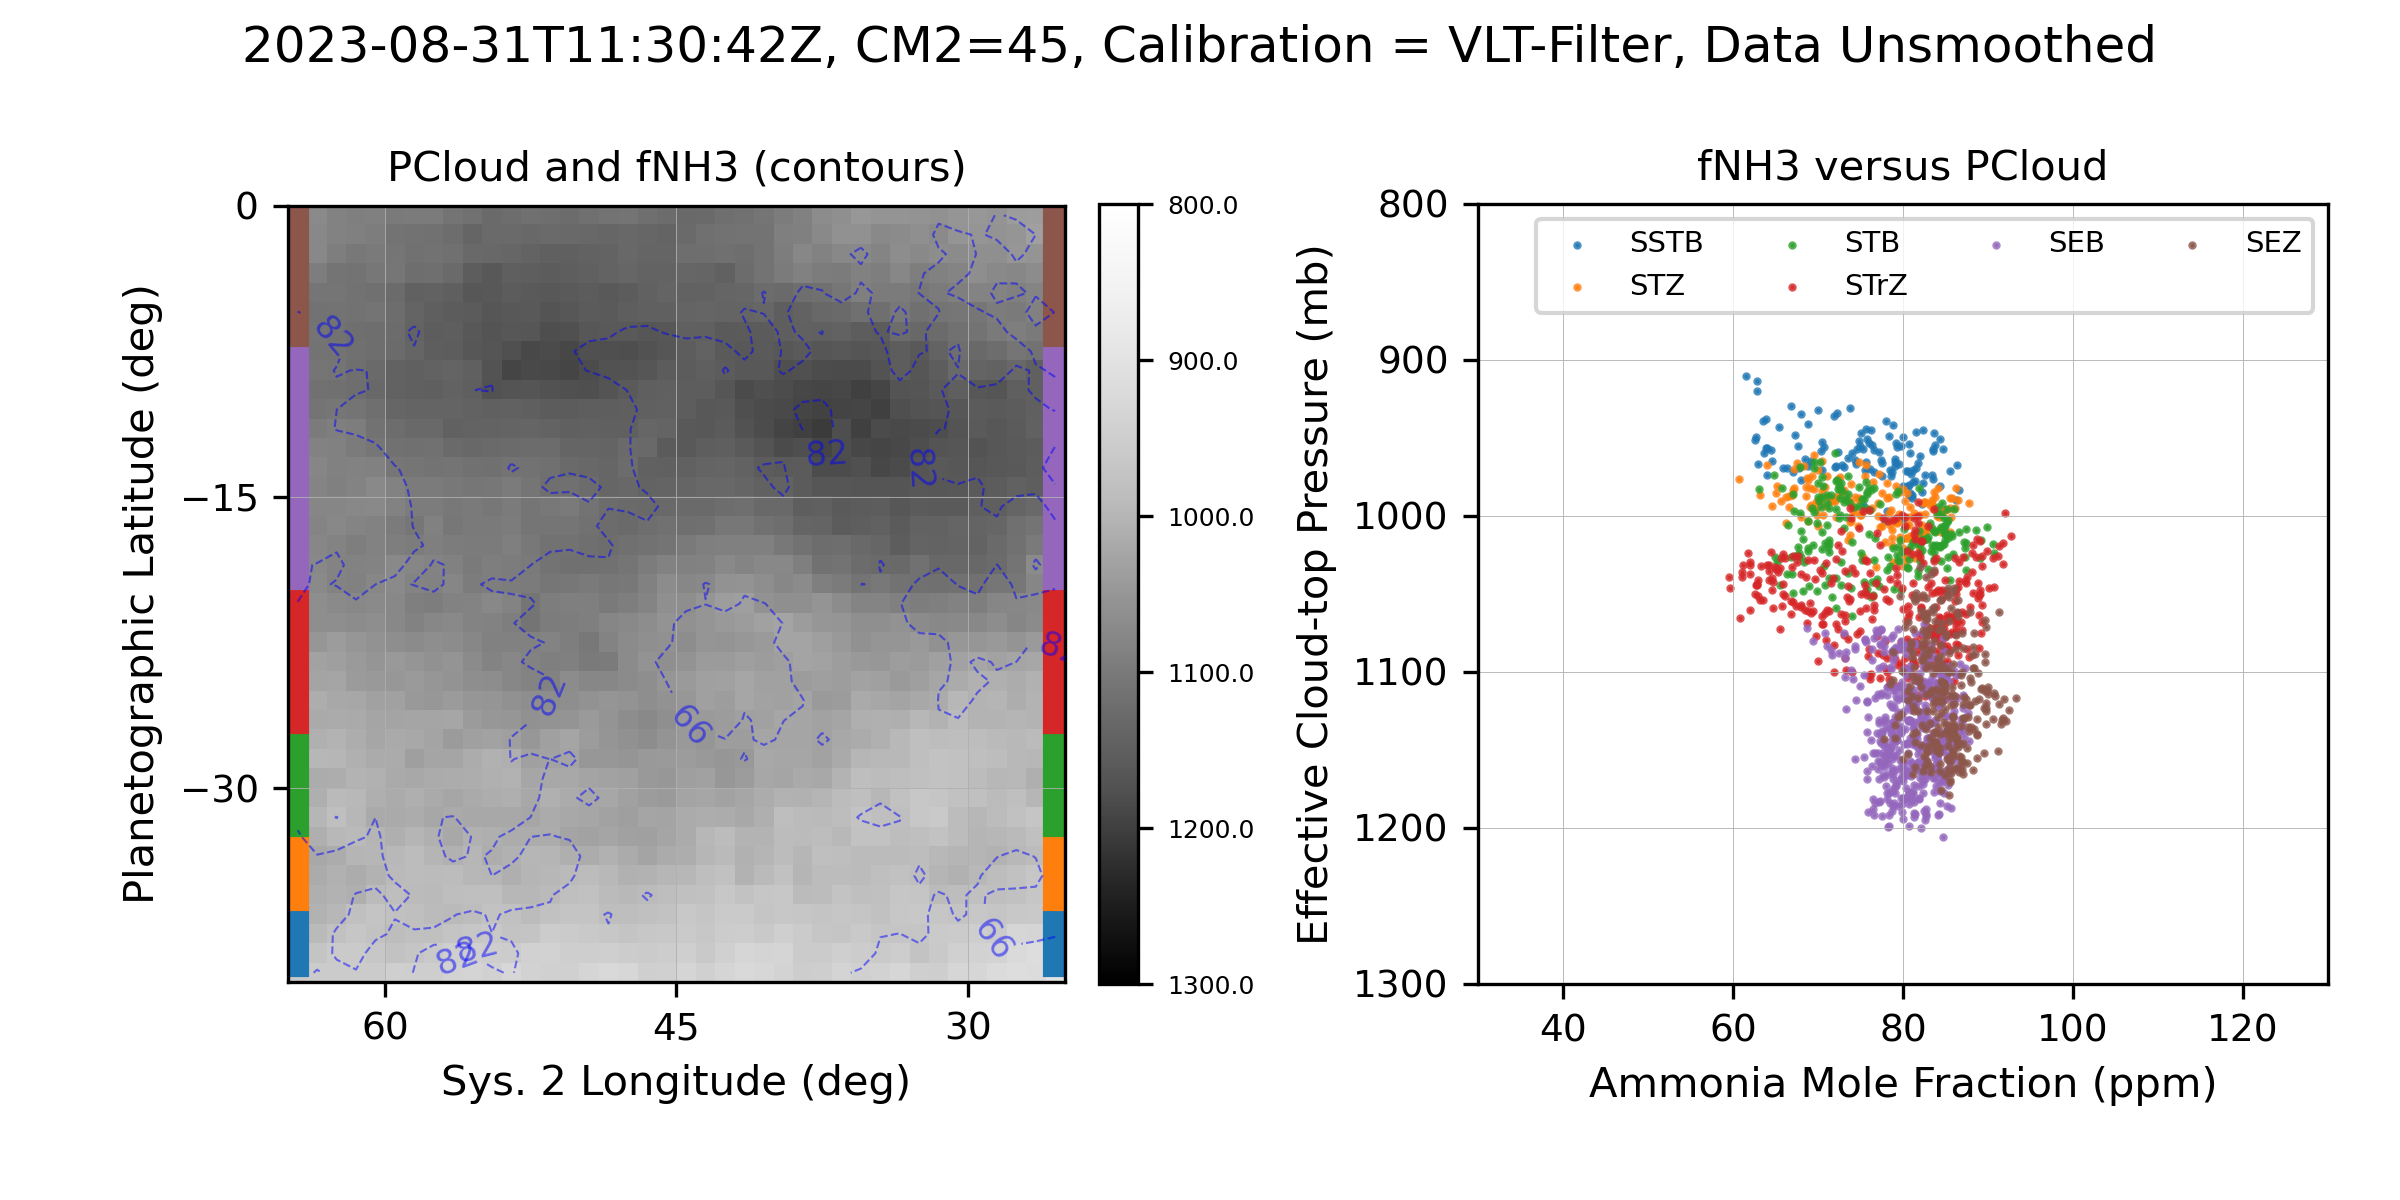 2023-08-31T11:30:42Z, CM2=45, Calibration = VLT-Filter, Data Unsmoothed
PCloud and fNH3 (contours)
Planetographic Latitude (deg)
0
−15
−30
60
45
30
Sys. 2 Longitude (deg)
82
82
82
82
66
82
82
66
800.0
900.0
1000.0
1100.0
1200.0
1300.0
fNH3 versus PCloud
Effective Cloud-top Pressure (mb)
800
900
1000
1100
1200
1300
SSTB
STB
SEB
SEZ
STZ
STrZ
40
60
80
100
120
Ammonia Mole Fraction (ppm)